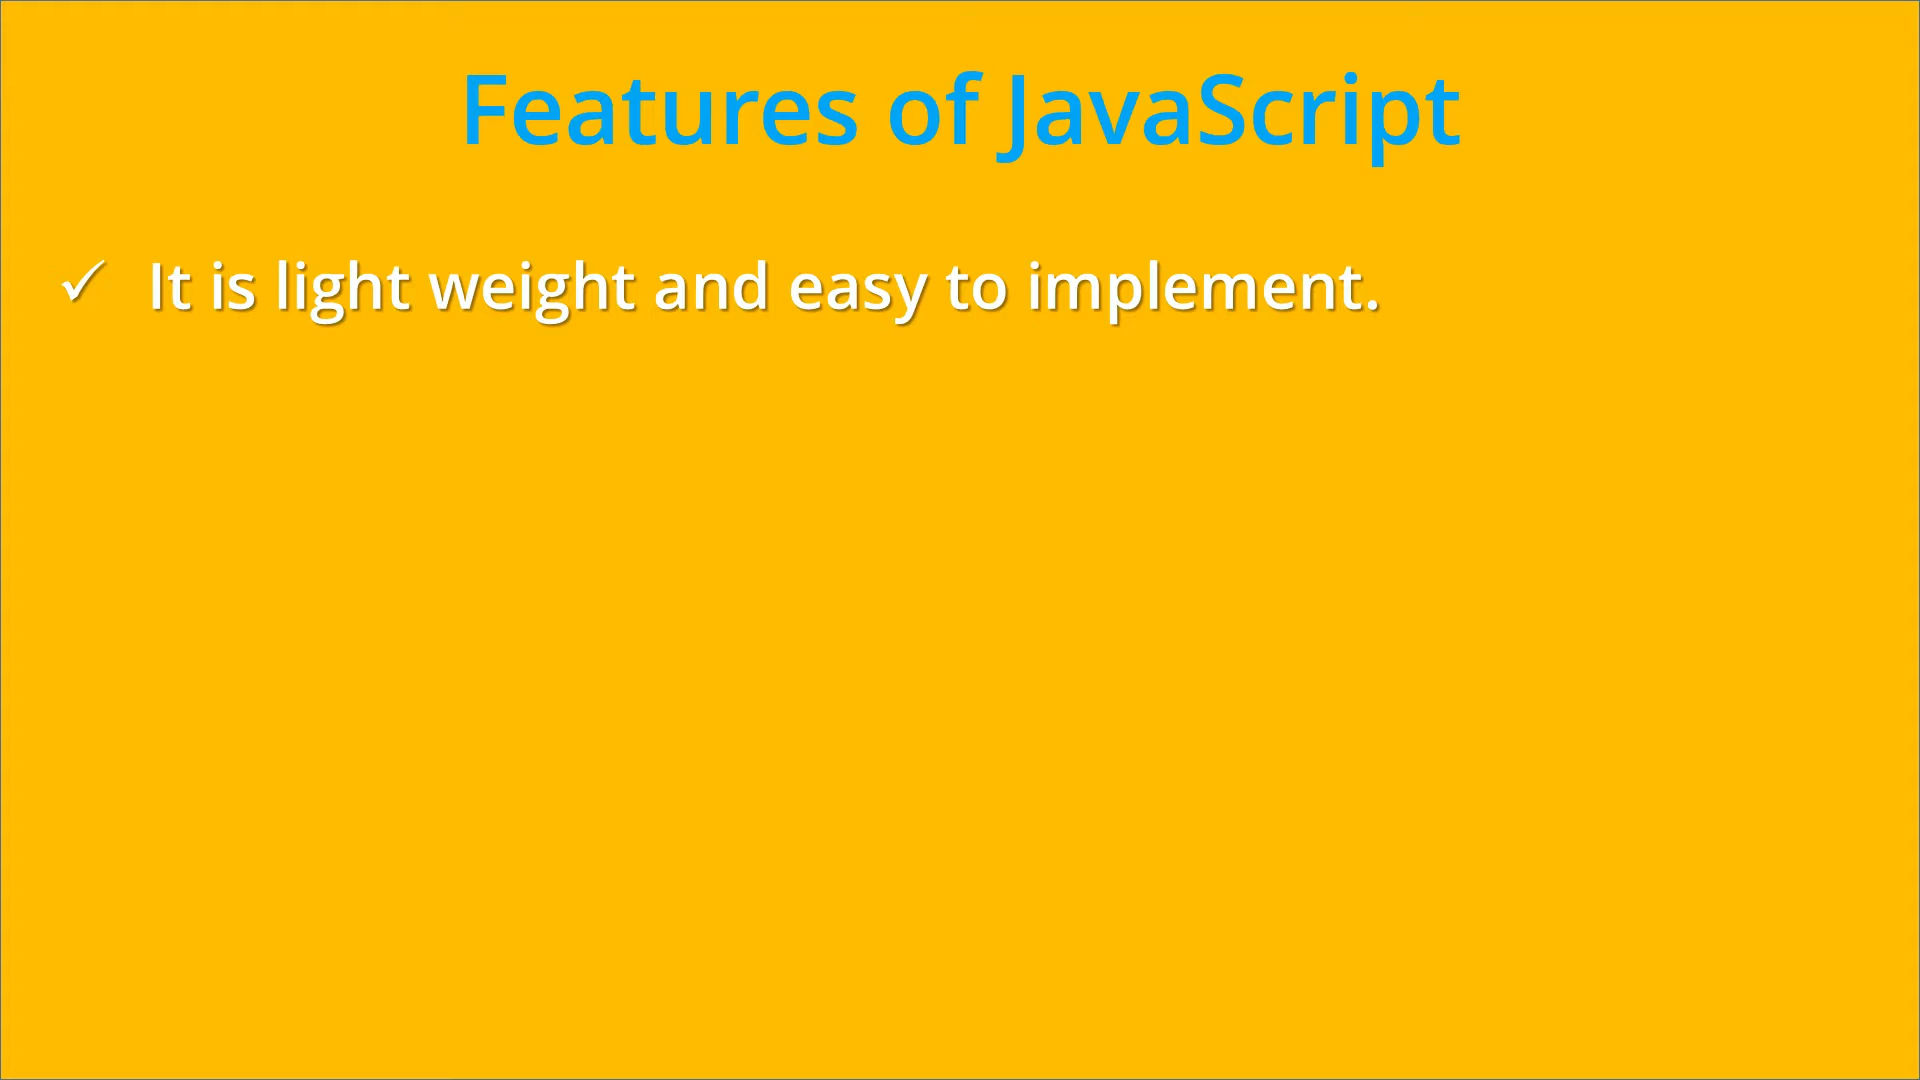 Features of JavaScript
✓ It is light weight and easy to implement.